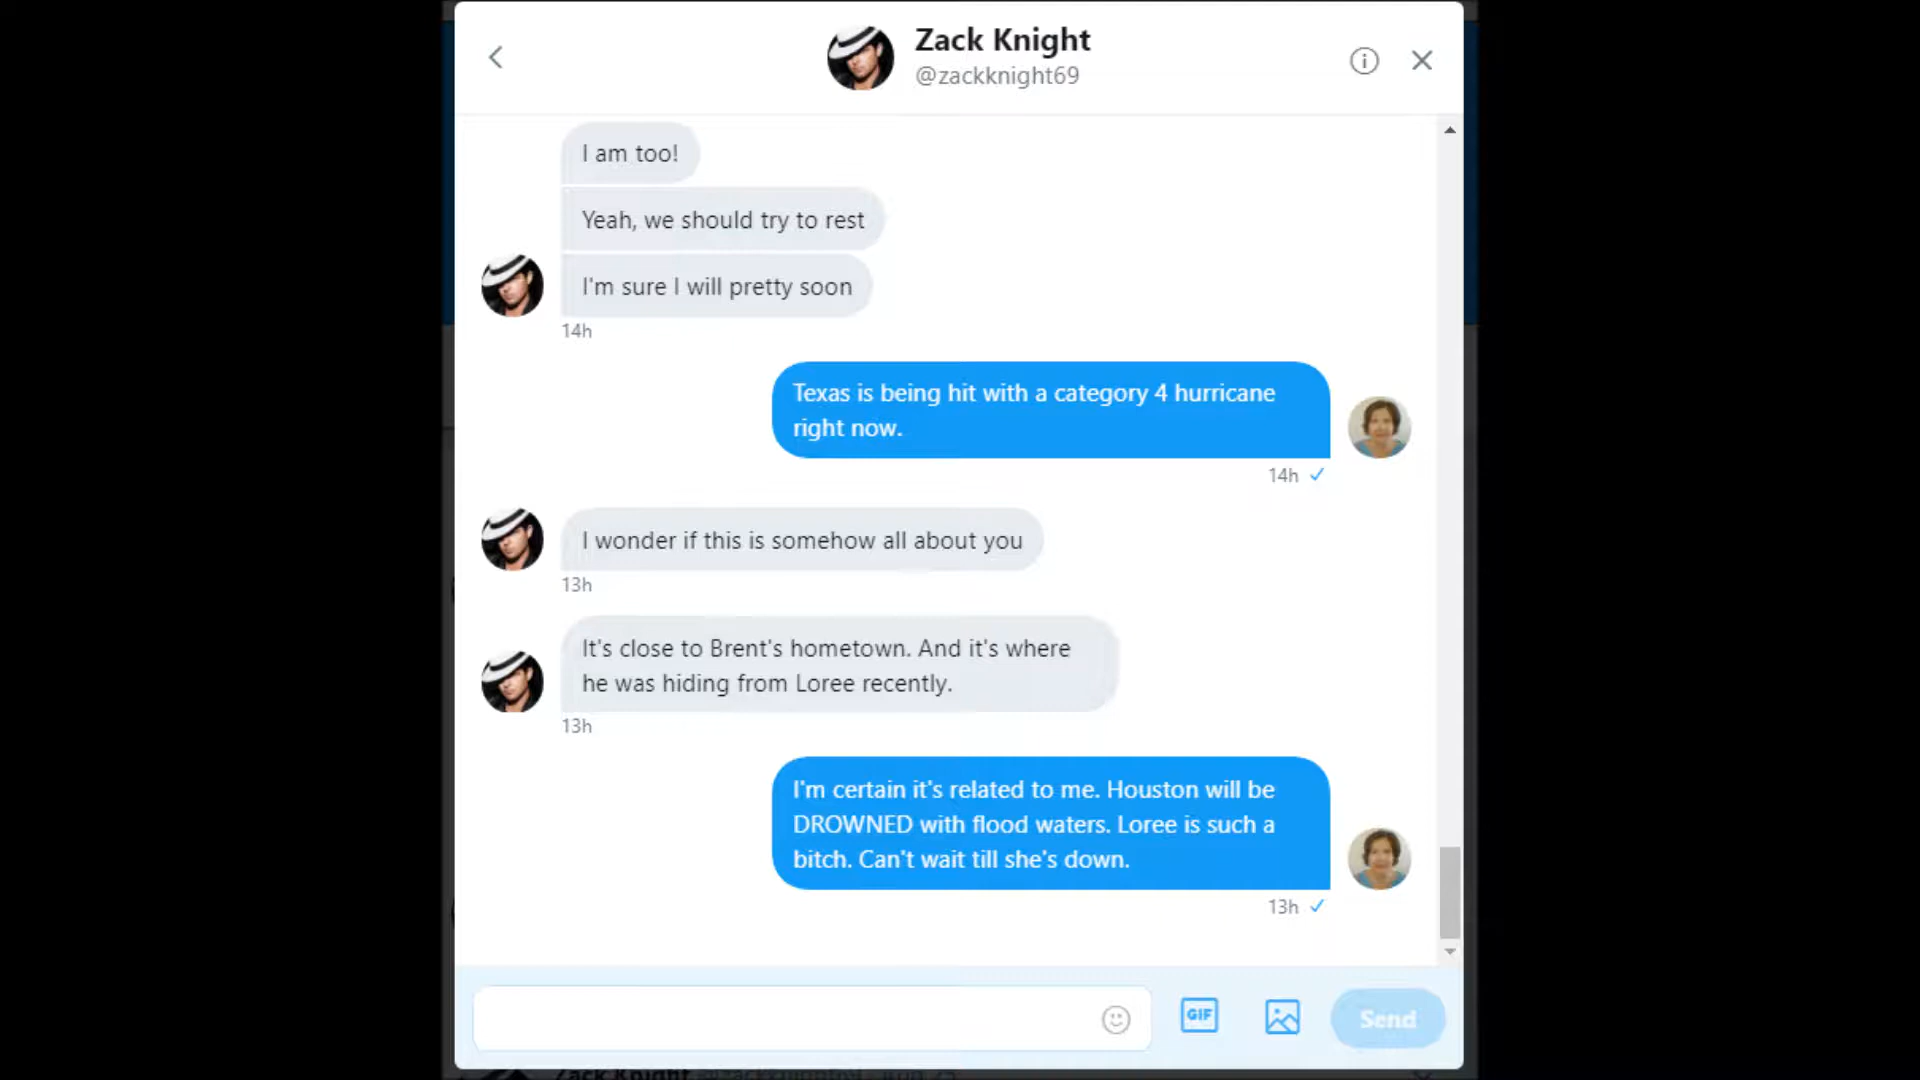 Zack Knight
@zackknight69
I am too!
Yeah, we should try to rest
I'm sure I will pretty soon
14h
Texas is being hit with a category 4 hurricane
right now.
14h
I wonder if this is somehow all about you
13h
It's close to Brent's hometown. And it's where
he was hiding from Loree recently.
13h
I'm certain it's related to me. Houston will be
DROWNED with flood waters. Loree is such a
bitch. Can't wait till she's down.
13h
GIF
Send
Zack Knight @zackknight69